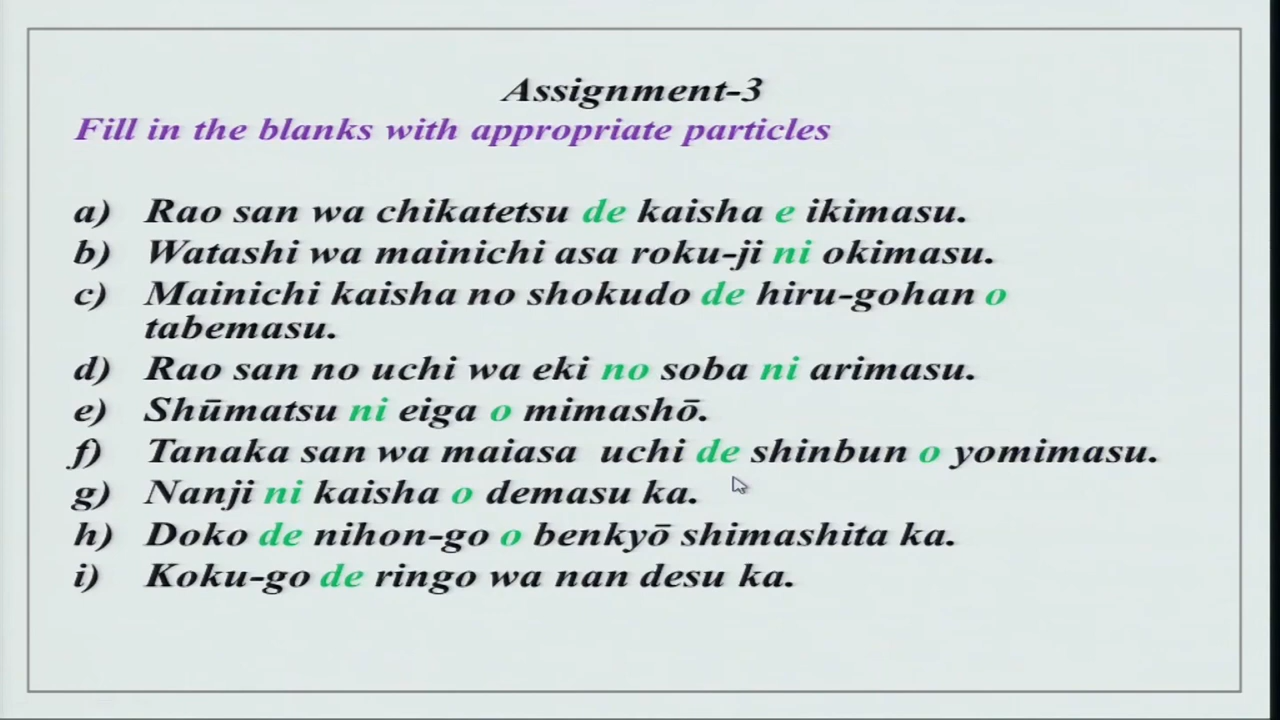 Assignment-3
Fill in the blanks with appropriate particles
a) Rao san wa chikatetsu de kaisha e ikimasu.
b) Watashi wa mainichi asa roku-ji ni okimasu.
c) Mainichi kaisha no shokudo de hiru-gohan o
tabemasu.
d) Rao san no uchi wa eki no soba ni arimasu.
e) Shūmatsu ni eiga o mimashō.
f) Tanaka san wa maiasa uchi de shinbun o yomimasu.
g) Nanji ni kaisha o demasu ka.
h) Doko de nihon-go o benkyō shimashita ka.
i) Koku-go de ringo wa nan desu ka.